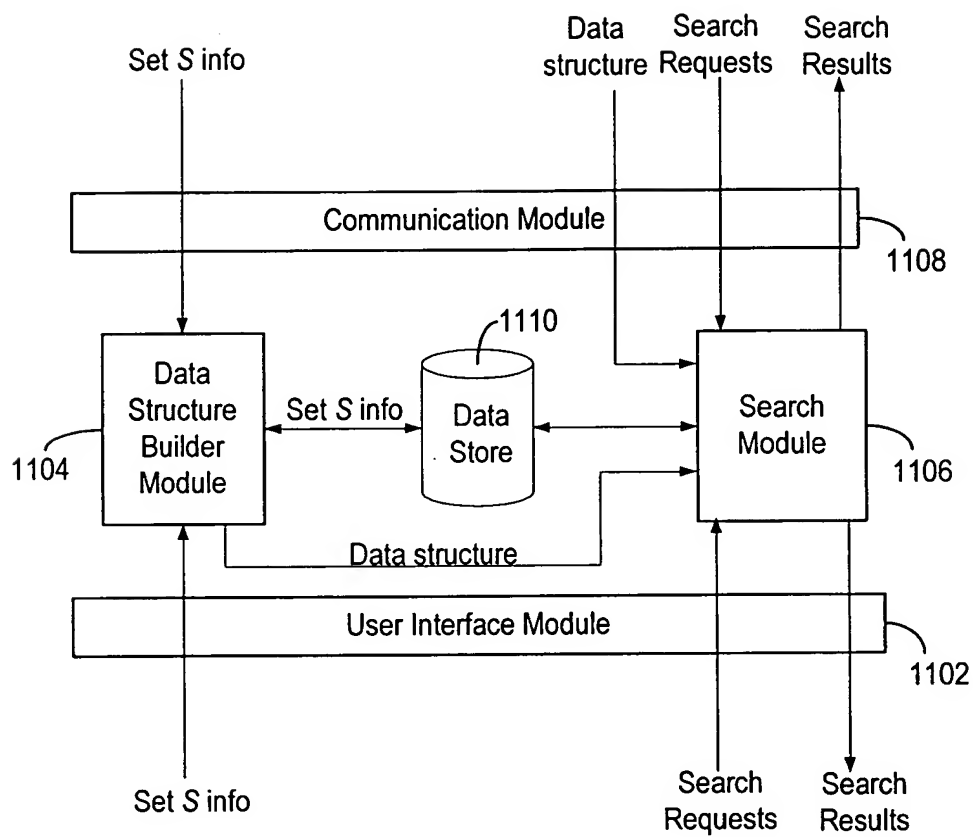 Set S info
Data
structure
Search
Requests
Search
Results
Communication Module
1108
1110
Data
Structure
Builder
Module
1104
Set S info
Data
Store
Search
Module
1106
Data structure
User Interface Module
1102
Set S info
Search
Requests
Search
Results